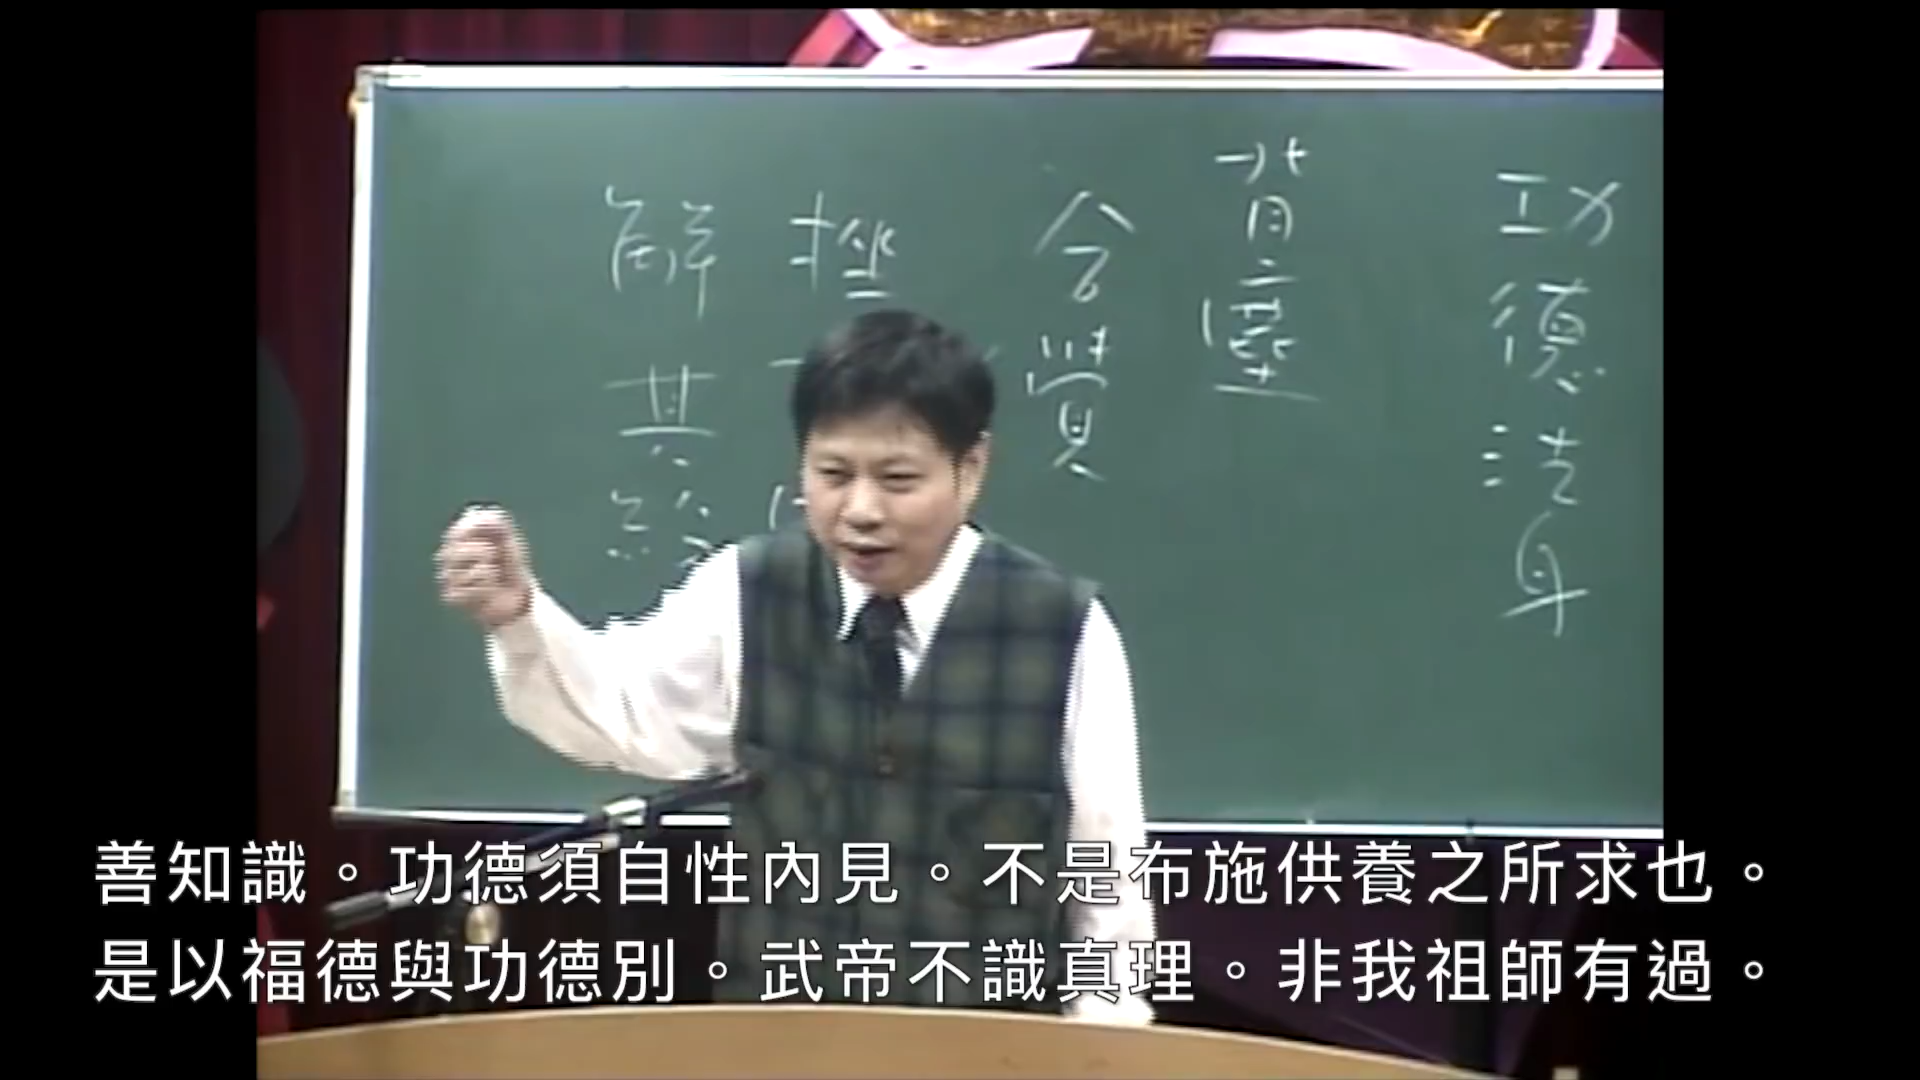 功德法身
背塵
合覺
挫
解其紛
善知識。功德須自性內見。不是布施供養之所求也。
是以福德與功德別。武帝不識真理。非我祖師有過。